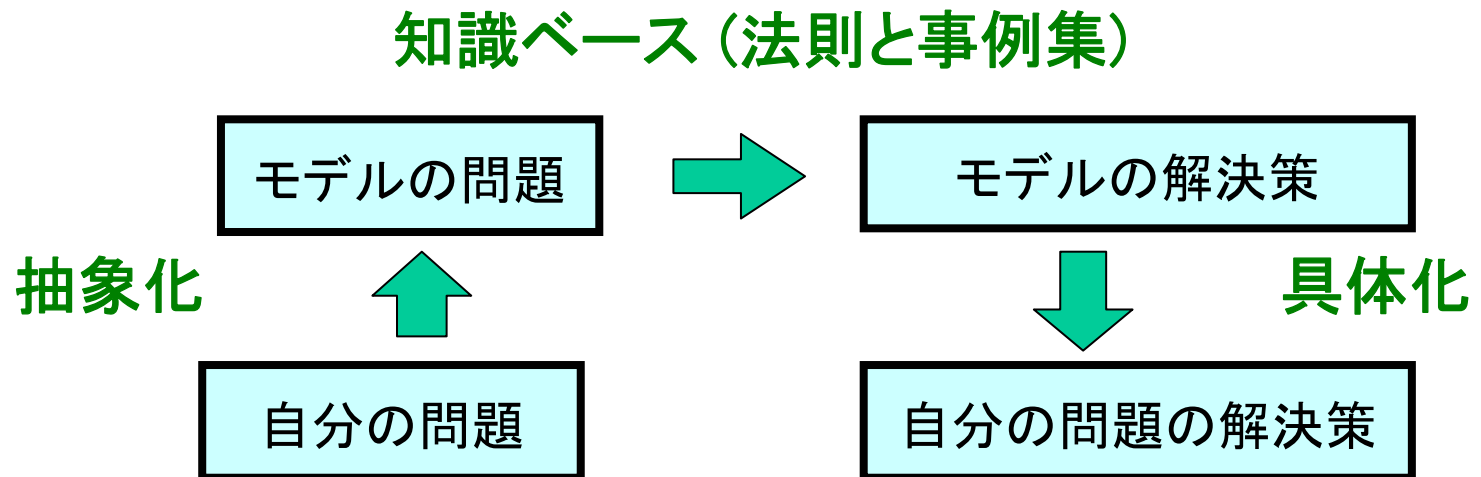 知識ベース (法則と事例集)
モデルの問題
モデルの解決策
抽象化
具体化
自分の問題
自分の問題の解決策